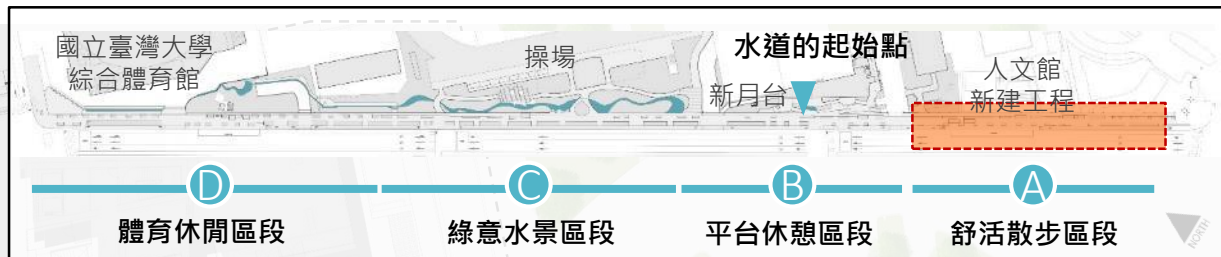 國立臺灣大學
綜合體育館
操場
水道的起始點
新月台
人文館
新建工程
D
C
B
A
體育休閒區段
綠意水景區段
平台休憩區段
舒活散步區段
NORTH